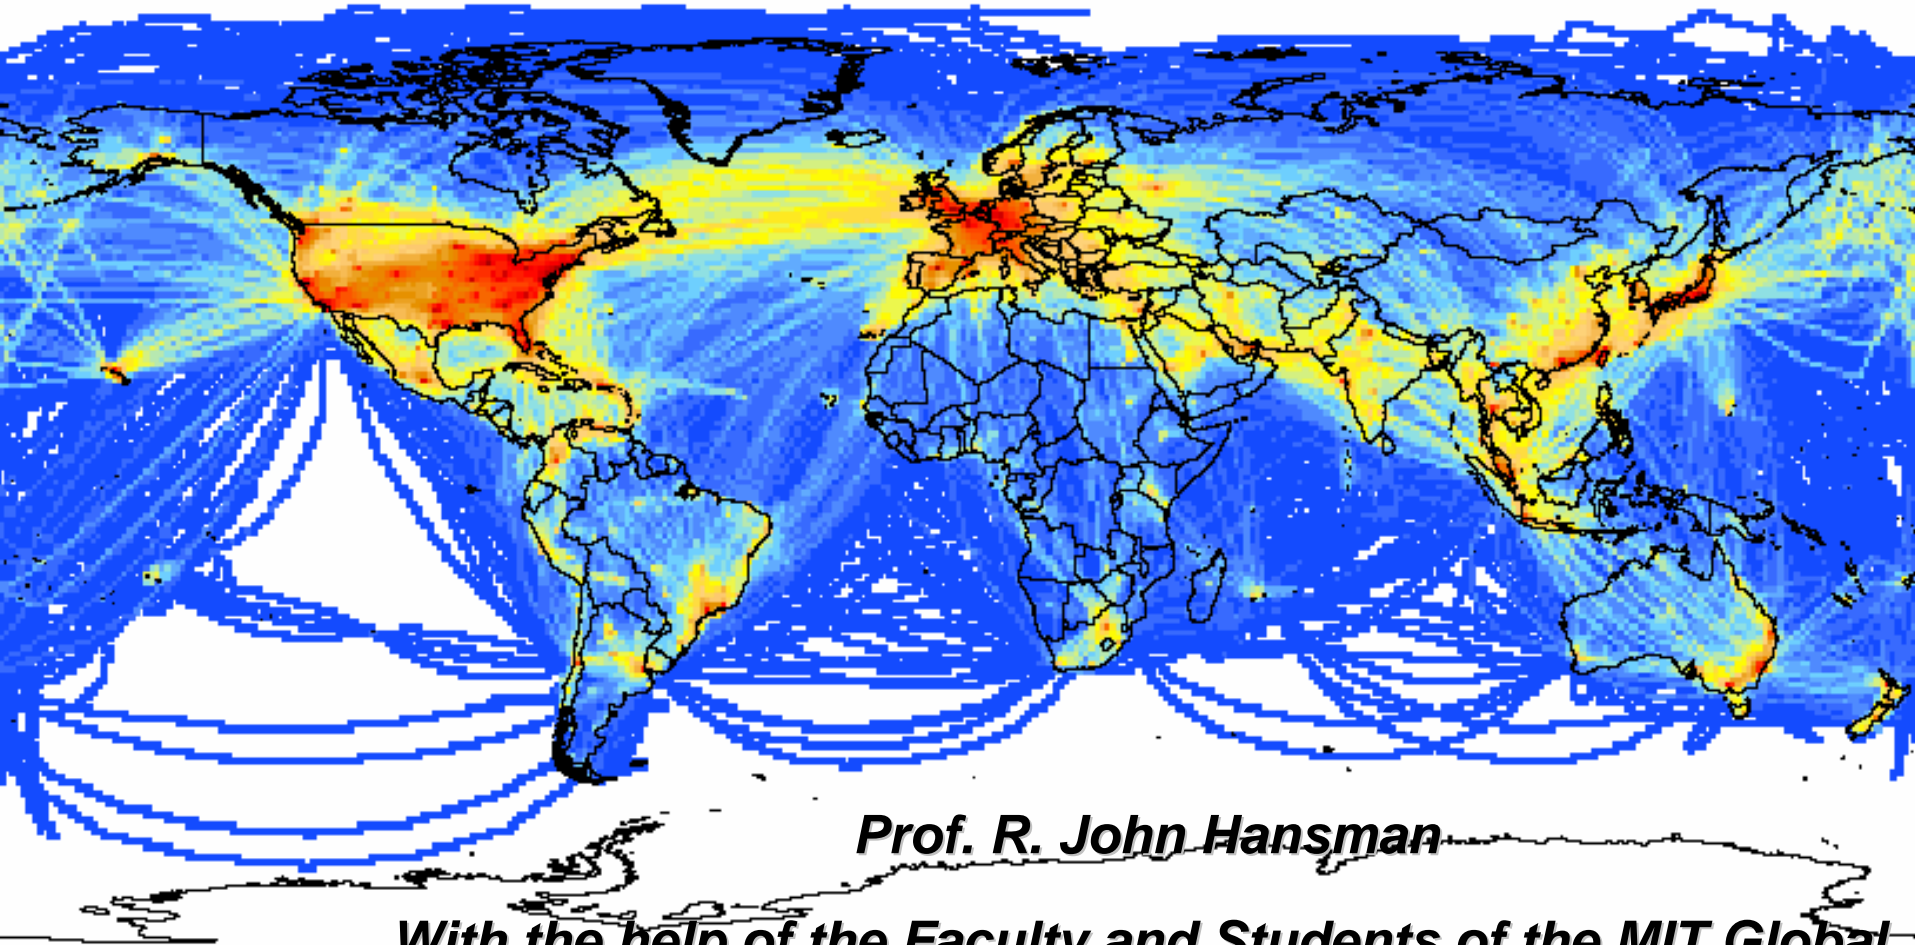 Prof. R. John Hansman
With the help of the Faculty and Students of the MIT Global